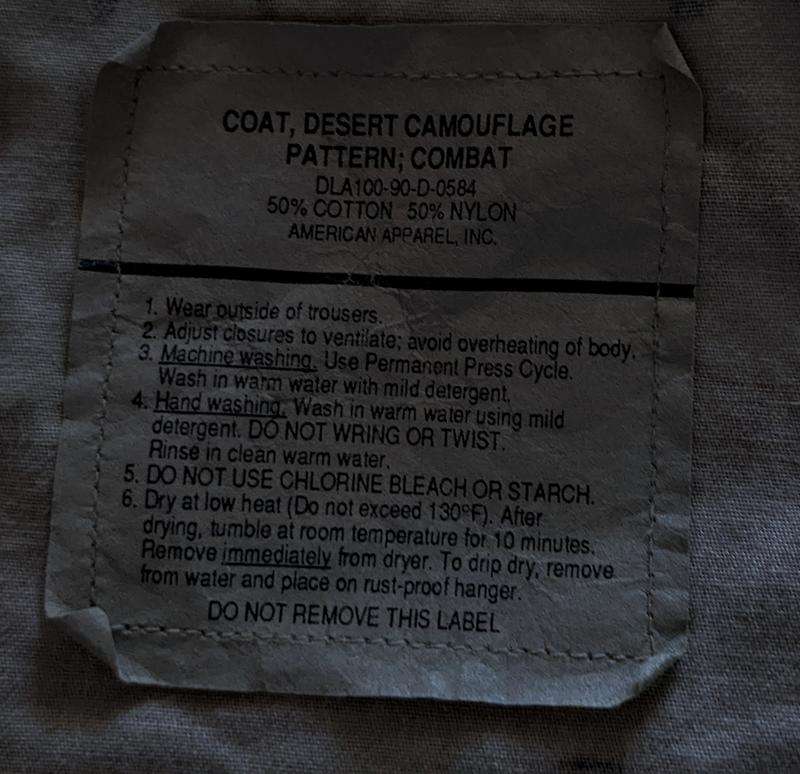 COAT, DESERT CAMOUFLAGE
PATTERN; COMBAT
DLA100-90-D-0584
50% COTTON 50% NYLON
AMERICAN APPAREL, INC.
1. Wear outside of trousers.
2. Adjust closures to ventilate; avoid overheating of body.
3. Machine washing. Use Permanent Press Cycle.
Wash in warm water with mild detergent.
4. Hand washing. Wash in warm water using mild
detergent. DO NOT WRING OR TWIST.
Rinse in clean warm water.
5. DO NOT USE CHLORINE BLEACH OR STARCH.
6. Dry at low heat (Do not exceed 130°F). After
drying, tumble at room temperature for 10 minutes.
Remove immediately from dryer. To drip dry, remove
from water and place on rust-proof hanger.
DO NOT REMOVE THIS LABEL